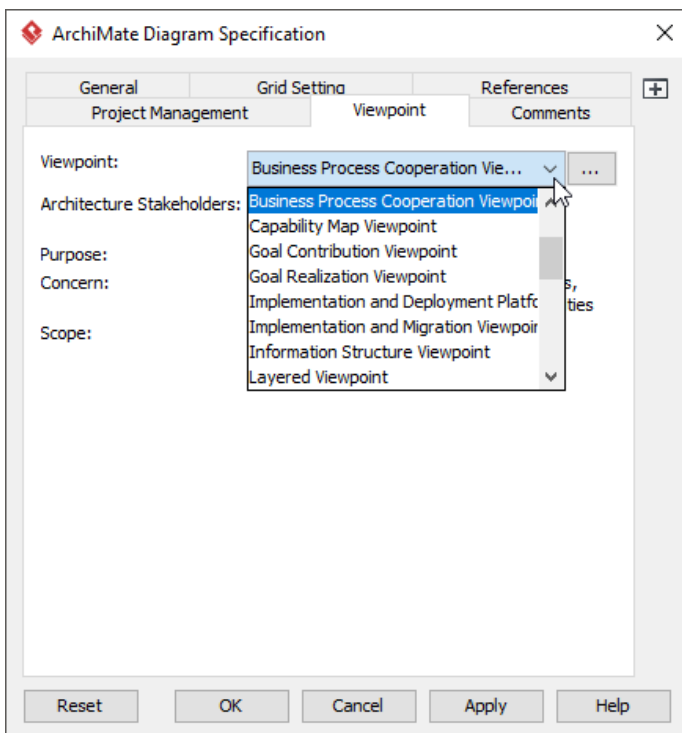 ArchiMate Diagram Specification
General Grid Setting References
Project Management Viewpoint Comments
Viewpoint: Business Process Cooperation Vie... ...
Architecture Stakeholders: Business Process Cooperation Viewpoi
Capability Map Viewpoint
Purpose: Goal Contribution Viewpoint
Concern: Goal Realization Viewpoint s,
Implementation and Deployment Platfo ties
Scope: Implementation and Migration Viewpoin
Information Structure Viewpoint
Layered Viewpoint
Reset OK Cancel Apply Help